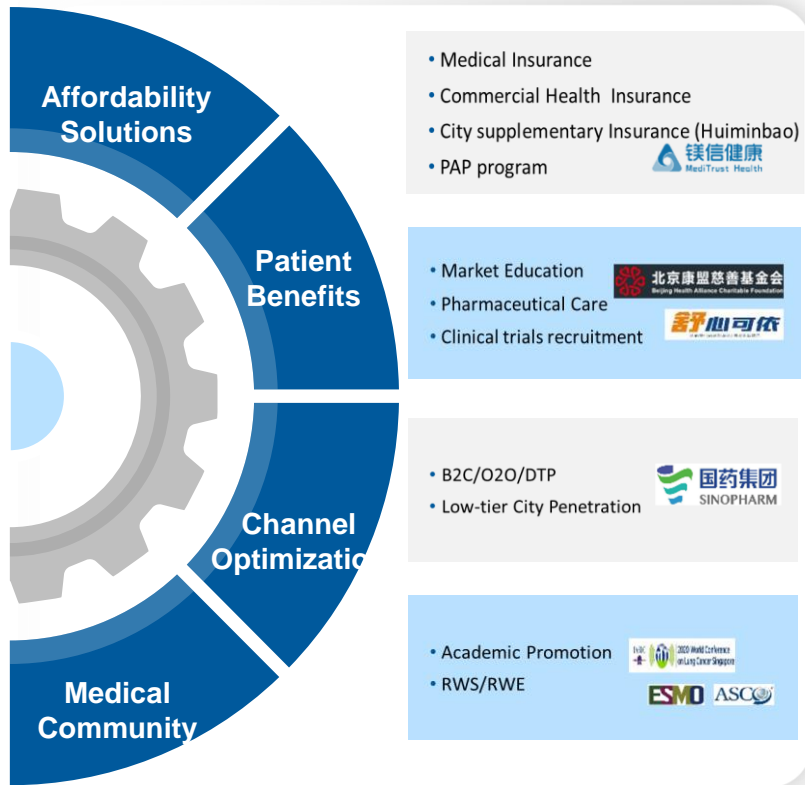 Affordability
Solutions
• Medical Insurance
• Commercial Health Insurance
• City supplementary Insurance (Huiminbao)
• PAP program
镁信健康
MediTrust Health
Patient
Benefits
• Market Education
• Pharmaceutical Care
• Clinical trials recruitment
北京康盟慈善基金会
Beijing Health Alliance Charitable Foundation
舒心可依
Channel
Optimizatio
• B2C/O2O/DTP
• Low-tier City Penetration
国药集团
SINOPHARM
Medical
Community
• Academic Promotion
• RWS/RWE
2020 World Conference
on Lung Cancer Singapore
ESMO
ASCO